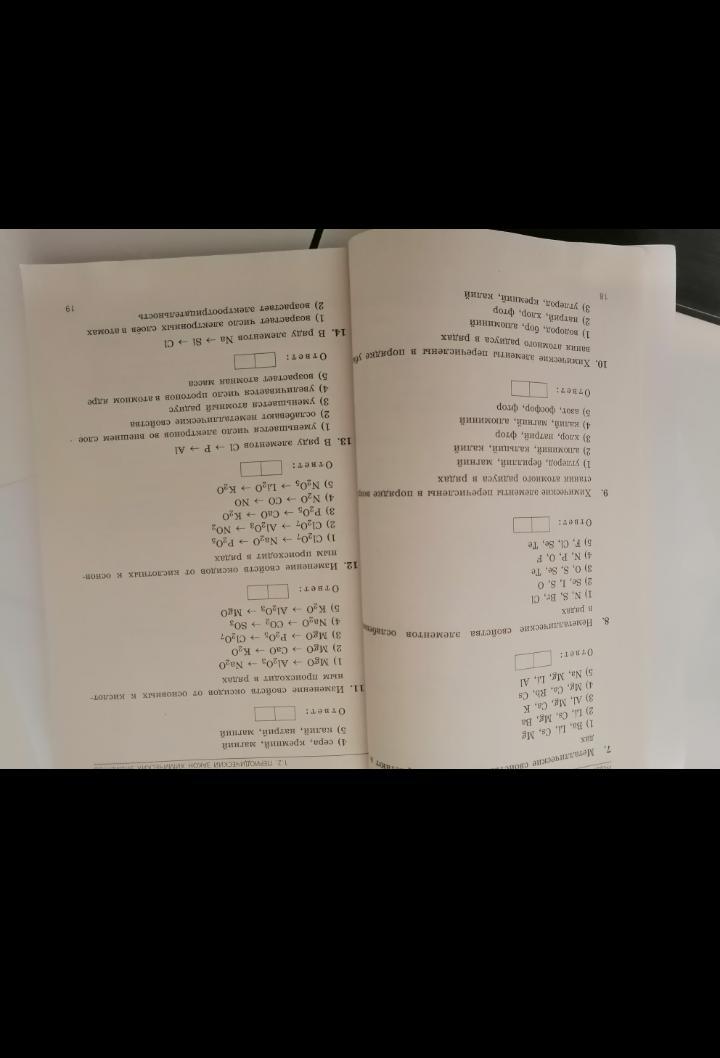 7. Металлические
дах
1) Ba, Li, Cs, Mg
2) Li, Cs, Mg, Ba
3) Al, Mg, Ca, K
4) Mg, Ca, Rb, Cs
5) Na, Mg, Li, Al
Ответ:
8. Неметаллические свойства элементов
в рядах
1) N, S, Br, Cl
2) Se, I, S, O
3) O, S, Se, Te
4) N, P, O, F
5) F, Cl, Se, Te
Ответ:
9. Химические элементы перечислены в порядке воз
стания атомного радиуса в рядах
1) углерод, бериллий, магний
2) алюминий, кальций, калий
3) хлор, натрий, фтор
4) калий, магний, алюминий
5) азот, фосфор, фтор
Ответ:
10. Химические элементы перечислены в порядке уб
вания атомного радиуса в рядах
1) водород, бор, алюминий
2) натрий, хлор, фтор
3) углерод, кремний, калий
18
1.2. ПЕРИОДИЧЕСКИЙ ЗАКОН ХИМИЧЕСКИХ ЭЛЕМЕНТОВ
4) сера, кремний, магний
5) калий, натрий, магний
Ответ:
11. Изменение свойств оксидов от основных к кислот-
ным происходит в рядах
1) MgO → Al₂O₃ → Na₂O
2) MgO → CaO → K₂O
3) MgO → P₂O₅ → Cl₂O₇
4) Na₂O → CO₂ → SO₃
5) K₂O → Al₂O₃ → MgO
Ответ:
12. Изменение свойств оксидов от кислотных к основ-
ным происходит в рядах
1) Cl₂O₇ → Na₂O → P₂O₅
2) Cl₂O₇ → Al₂O₃ → NO₂
3) P₂O₅ → CaO → K₂O
4) N₂O → CO → NO
5) N₂O₅ → Li₂O → K₂O
Ответ:
13. В ряду элементов Cl → P → Al
1) уменьшается число электронов во внешнем слое
2) ослабевают неметаллические свойства
3) уменьшается атомный радиус
4) увеличивается число протонов в атомном ядре
5) возрастает атомная масса
Ответ:
14. В ряду элементов Na → Si → Cl
1) возрастает число электронных слоёв в атомах
2) возрастает электроотрицательность
19